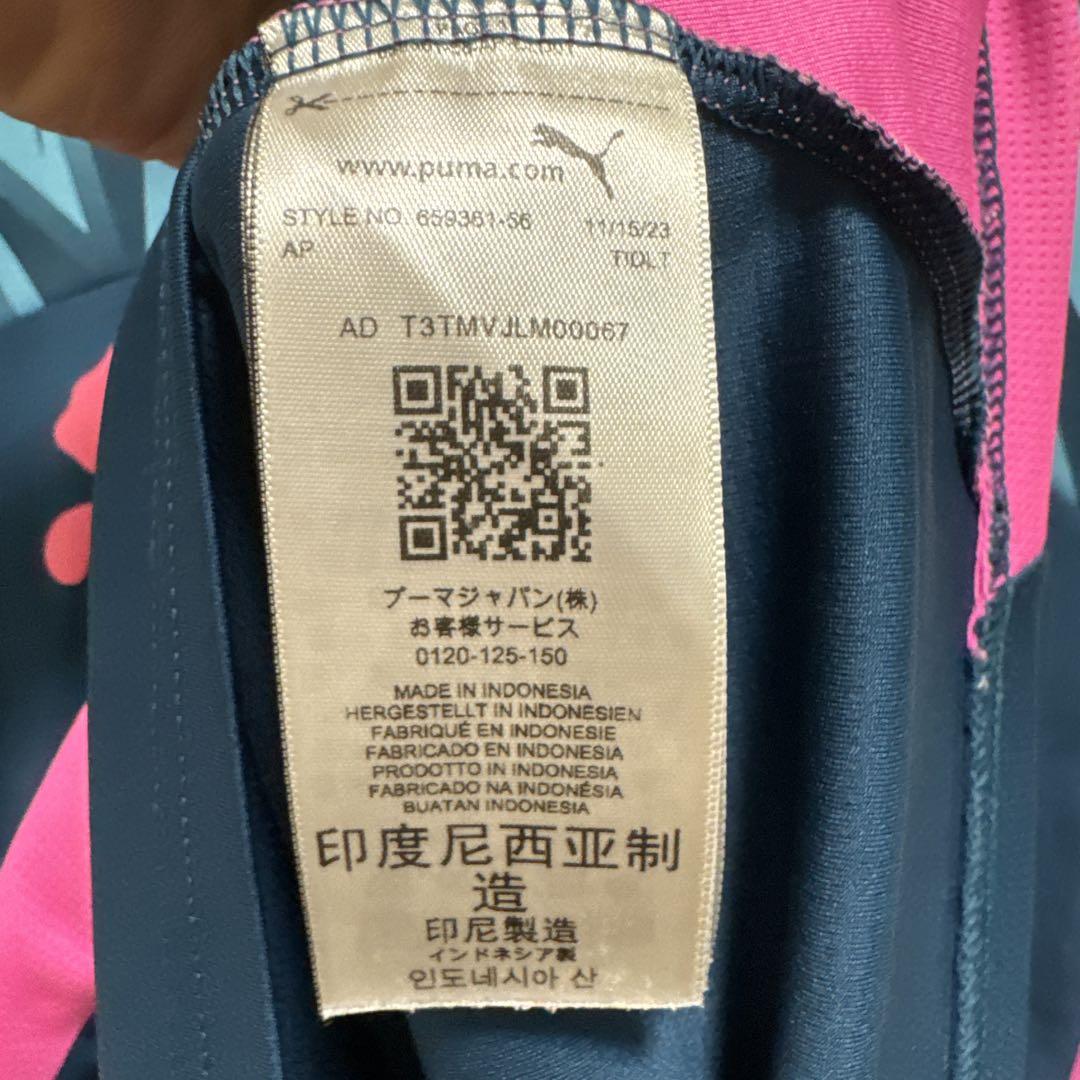 www.puma.com
STYLE NO. 659361-56 11/15/23
AP TIDLT
AD T3TMVJLM00067
プーマジャパン(株)
お客様サービス
0120-125-150
MADE IN INDONESIA
HERGESTELLT IN INDONESIEN
FABRIQUÉ EN INDONESIE
FABRICADO EN INDONESIA
PRODOTTO IN INDONESIA
FABRICADO NA INDONÉSIA
BUATAN INDONESIA
印度尼西亚制
造
印尼製造
インドネシア製
인도네시아 산